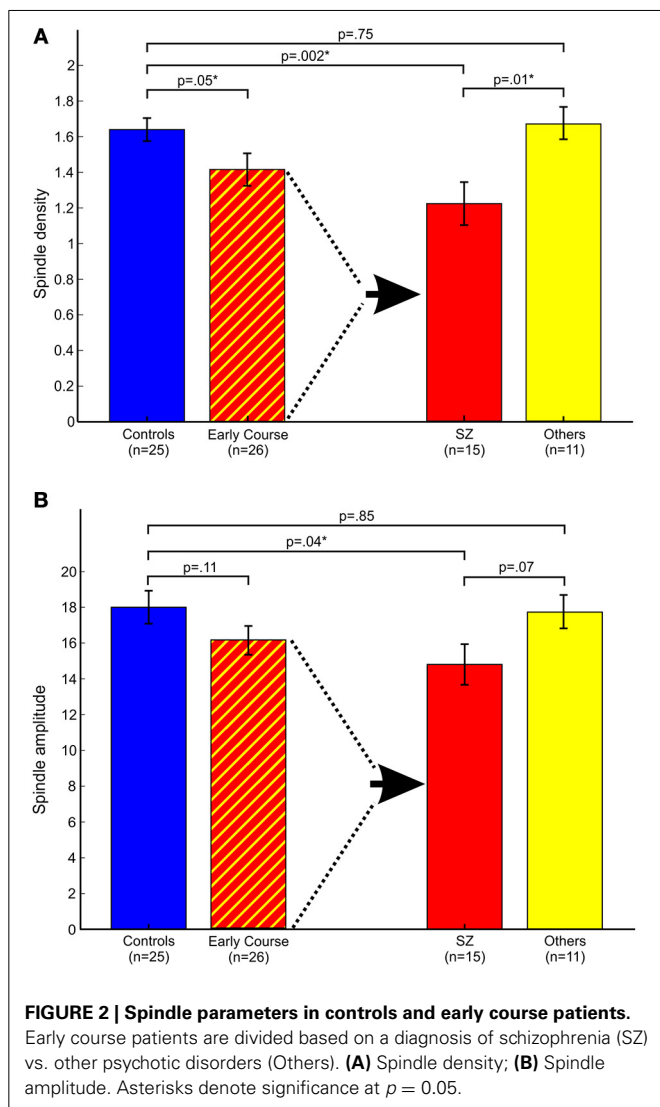 A
p=.75
p=.002*
p=.05*
p=.01*
2
1.8
1.6
1.4
1.2
1
0.8
0.6
0.4
0.2
0
Spindle density
Controls
(n=25)
Early Course
(n=26)
SZ
(n=15)
Others
(n=11)
B
p=.85
p=.04*
p=.11
p=.07
20
18
16
14
12
10
8
6
4
2
0
Spindle amplitude
Controls
(n=25)
Early Course
(n=26)
SZ
(n=15)
Others
(n=11)
FIGURE 2 | Spindle parameters in controls and early course patients.
Early course patients are divided based on a diagnosis of schizophrenia (SZ)
vs. other psychotic disorders (Others). (A) Spindle density; (B) Spindle
amplitude. Asterisks denote significance at p = 0.05.